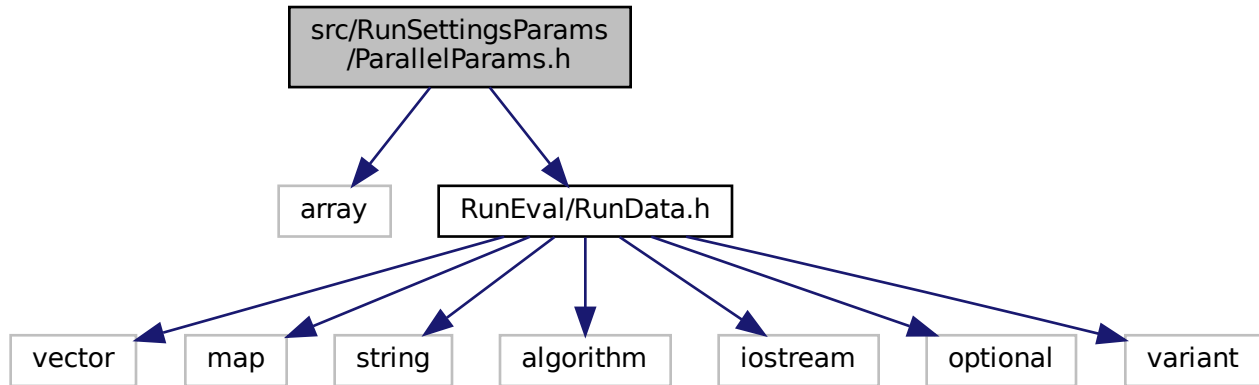 src/RunSettingsParams
/ParallelParams.h
array
RunEval/RunData.h
vector
map
string
algorithm
iostream
optional
variant